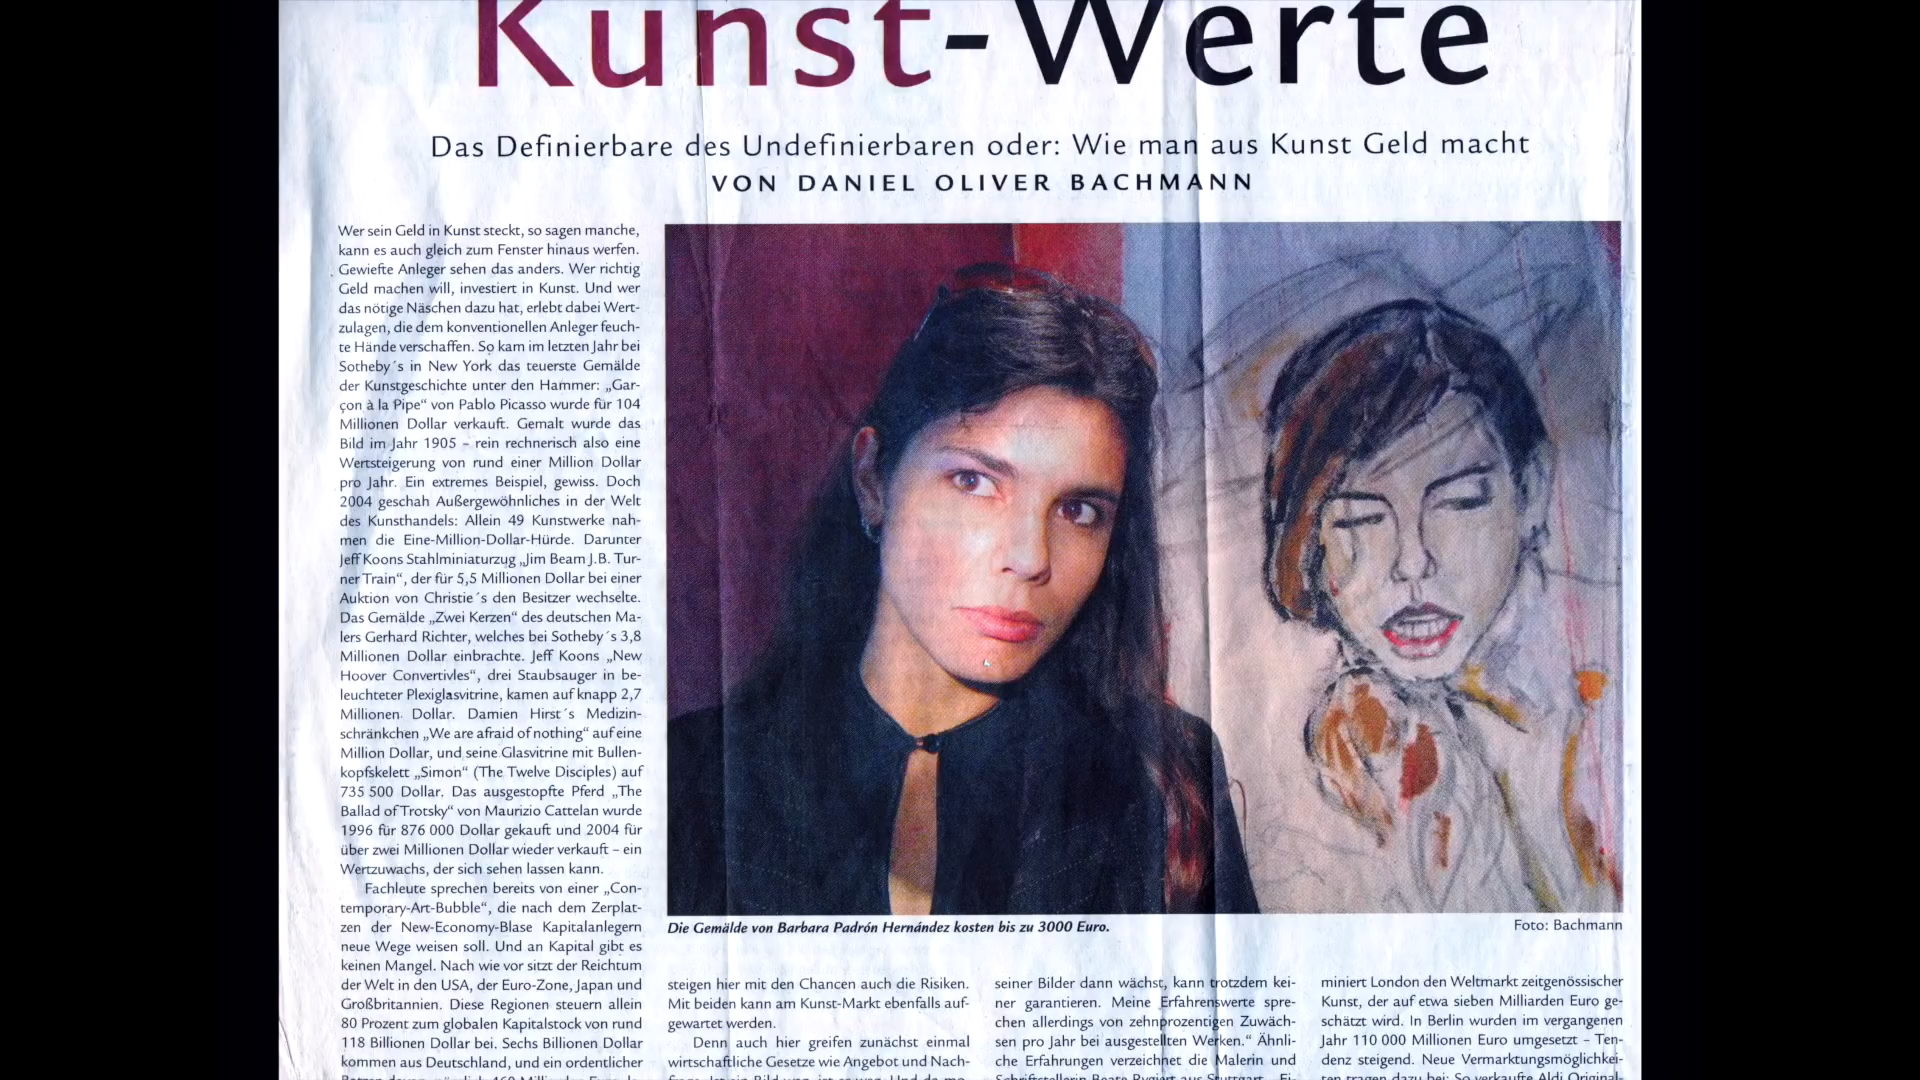 Kunst-Werte
Das Definierbare des Undefinierbaren oder: Wie man aus Kunst Geld macht
VON DANIEL OLIVER BACHMANN
Wer sein Geld in Kunst steckt, so sagen manche,
kann es auch gleich zum Fenster hinaus werfen.
Gewiefte Anleger sehen das anders. Wer richtig
Geld machen will, investiert in Kunst. Und wer
das nötige Näschen dazu hat, erlebt dabei Wert-
zulagen, die dem konventionellen Anleger feuch-
te Hände verschaffen. So kam im letzten Jahr bei
Sotheby´s in New York das teuerste Gemälde
der Kunstgeschichte unter den Hammer: „Gar-
çon à la Pipe“ von Pablo Picasso wurde für 104
Millionen Dollar verkauft. Gemalt wurde das
Bild im Jahr 1905 – rein rechnerisch also eine
Wertsteigerung von rund einer Million Dollar
pro Jahr. Ein extremes Beispiel, gewiss. Doch
2004 geschah Außergewöhnliches in der Welt
des Kunsthandels: Allein 49 Kunstwerke nah-
men die Eine-Million-Dollar-Hürde. Darunter
Jeff Koons Stahlminiaturzug „Jim Beam J.B. Tur-
ner Train“, der für 5,5 Millionen Dollar bei einer
Auktion von Christie´s den Besitzer wechselte.
Das Gemälde „Zwei Kerzen“ des deutschen Ma-
lers Gerhard Richter, welches bei Sotheby´s 3,8
Millionen Dollar einbrachte. Jeff Koons „New
Hoover Convertivles“, drei Staubsauger in be-
leuchteter Plexiglasvitrine, kamen auf knapp 2,7
Millionen Dollar. Damien Hirst´s Medizin-
schränkchen „We are afraid of nothing“ auf eine
Million Dollar, und seine Glasvitrine mit Bullen-
kopfskelett „Simon“ (The Twelve Disciples) auf
735 500 Dollar. Das ausgestopfte Pferd „The
Ballad of Trotsky“ von Maurizio Cattelan wurde
1996 für 876 000 Dollar gekauft und 2004 für
über zwei Millionen Dollar wieder verkauft – ein
Wertzuwachs, der sich sehen lassen kann.
Fachleute sprechen bereits von einer „Con-
temporary-Art-Bubble“, die nach dem Zerplat-
zen der New-Economy-Blase Kapitalanlegern
neue Wege weisen soll. Und an Kapital gibt es
keinen Mangel. Nach wie vor sitzt der Reichtum
der Welt in den USA, der Euro-Zone, Japan und
Großbritannien. Diese Regionen steuern allein
80 Prozent zum globalen Kapitalstock von rund
118 Billionen Dollar bei. Sechs Billionen Dollar
kommen aus Deutschland, und ein ordentlicher
Die Gemälde von Barbara Padrón Hernández kosten bis zu 3000 Euro.
Foto: Bachmann
steigen hier mit den Chancen auch die Risiken.
Mit beiden kann am Kunst-Markt ebenfalls auf-
gewartet werden.
Denn auch hier greifen zunächst einmal
wirtschaftliche Gesetze wie Angebot und Nach-
seiner Bilder dann wächst, kann trotzdem kei-
ner garantieren. Meine Erfahrenswerte spre-
chen allerdings von zehnprozentigen Zuwäch-
sen pro Jahr bei ausgestellten Werken.“ Ähnli-
che Erfahrungen verzeichnet die Malerin und
miniert London den Weltmarkt zeitgenössischer
Kunst, der auf etwa sieben Milliarden Euro ge-
schätzt wird. In Berlin wurden im vergangenen
Jahr 110 000 Millionen Euro umgesetzt – Ten-
denz steigend. Neue Vermarktungsmöglichkei-